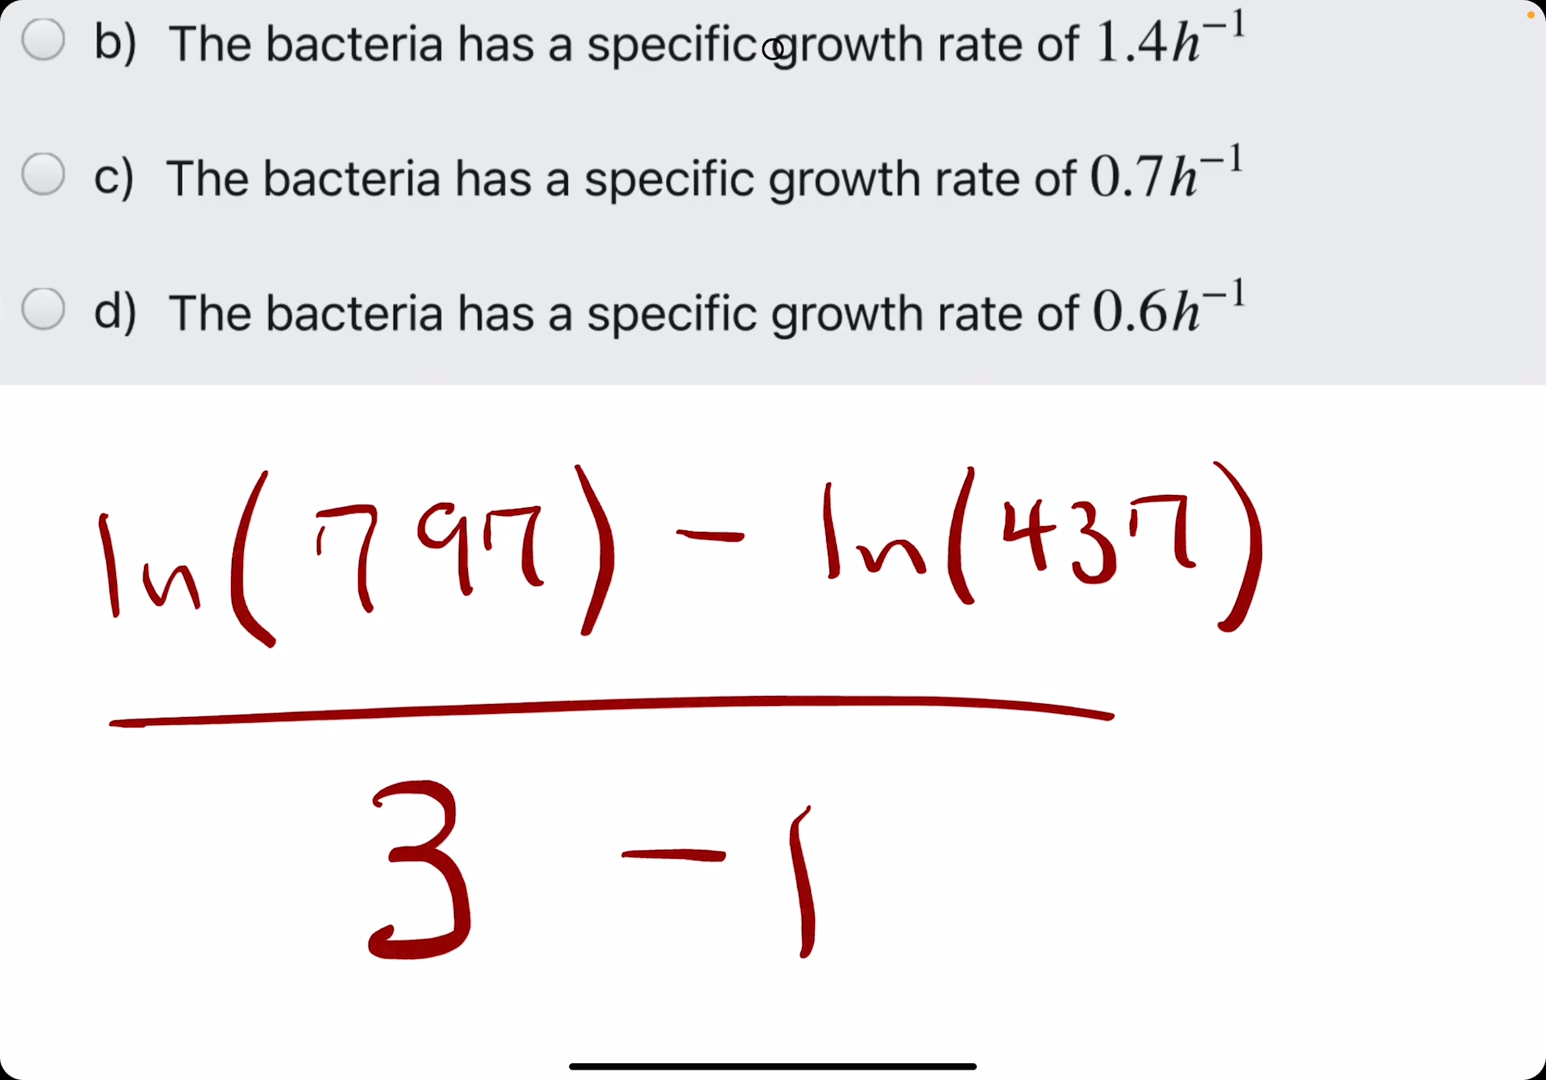 b) The bacteria has a specific growth rate of 1.4h⁻¹
c) The bacteria has a specific growth rate of 0.7h⁻¹
d) The bacteria has a specific growth rate of 0.6h⁻¹
ln(797) - ln(437)
3 - 1